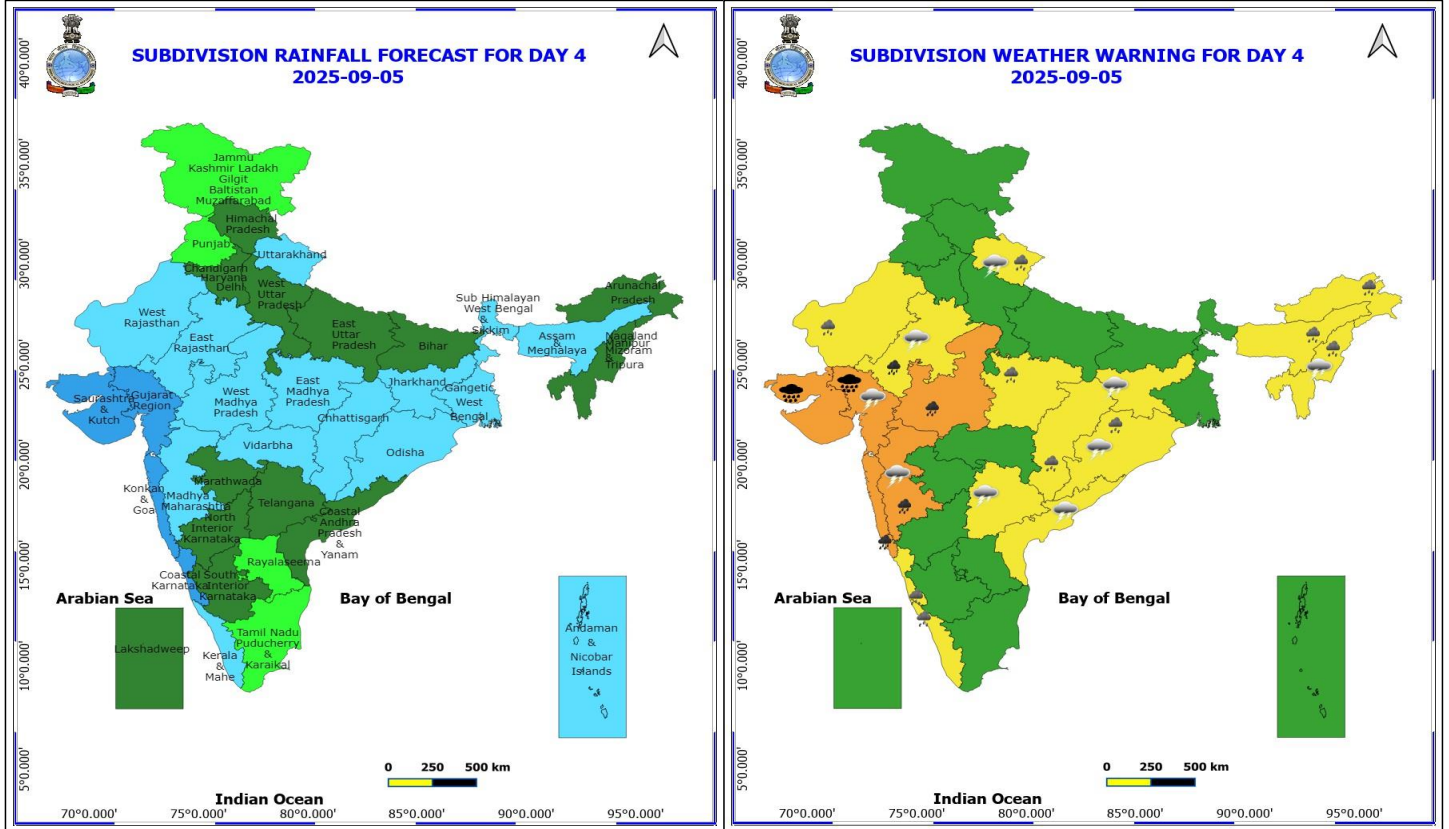 SUBDIVISION RAINFALL FORECAST FOR DAY 4
2025-09-05
40°0.000'
35°0.000'
30°0.000'
25°0.000'
20°0.000'
15°0.000'
10°0.000'
5°0.000'
Jammu
Kashmir Ladakh
Gilgit
Baltistan
Muzaffarabad
Himachal
Pradesh
Punjab
Uttarakhand
Chandigarh
Haryana
Delhi
West
Uttar
Pradesh
Arunachal
Pradesh
Sub Himalayan
West Bengal
&
Sikkim
West
Rajasthan
East
Rajasthan
East
Uttar
Pradesh
Bihar
Assam
&
Meghalaya
Nagaland
Manipur
Mizoram
&
Tripura
Saurashtra
&
Kutch
Gujarat
Region
West
Madhya
Pradesh
East
Madhya
Pradesh
Jharkhand
Gangetic
West
Bengal
Chhattisgarh
Vidarbha
Odisha
Konkan
&
Goa
Madhya
Maharashtra
Marathwada
Telangana
North
Interior
Karnataka
Coastal
Andhra
Pradesh
&
Yanam
Rayalaseema
Coastal
Karnataka
South
Interior
Karnataka
Arabian Sea
Bay of Bengal
Lakshadweep
Kerala
&
Mahe
Tamil Nadu
Puducherry
&
Karaikal
Andaman
&
Nicobar
Islands
0 250 500 km
Indian Ocean
70°0.000' 75°0.000' 80°0.000' 85°0.000' 90°0.000' 95°0.000'
SUBDIVISION WEATHER WARNING FOR DAY 4
2025-09-05
40°0.000'
35°0.000'
30°0.000'
25°0.000'
20°0.000'
15°0.000'
10°0.000'
5°0.000'
Arabian Sea
Bay of Bengal
0 250 500 km
Indian Ocean
70°0.000' 75°0.000' 80°0.000' 85°0.000' 90°0.000' 95°0.000'